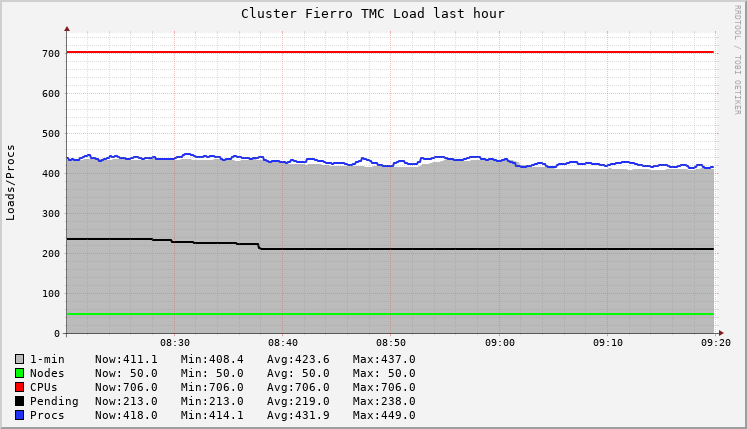 Cluster Fierro TMC Load last hour
RRDTOOL / TOBI OETIKER
Loads/Procs
700
600
500
400
300
200
100
0
08:30 08:40 08:50 09:00 09:10 09:20
1-min Now:411.1 Min:408.4 Avg:423.6 Max:437.0
Nodes Now: 50.0 Min: 50.0 Avg: 50.0 Max: 50.0
CPUs Now:706.0 Min:706.0 Avg:706.0 Max:706.0
Pending Now:213.0 Min:213.0 Avg:219.0 Max:238.0
Procs Now:418.0 Min:414.1 Avg:431.9 Max:449.0